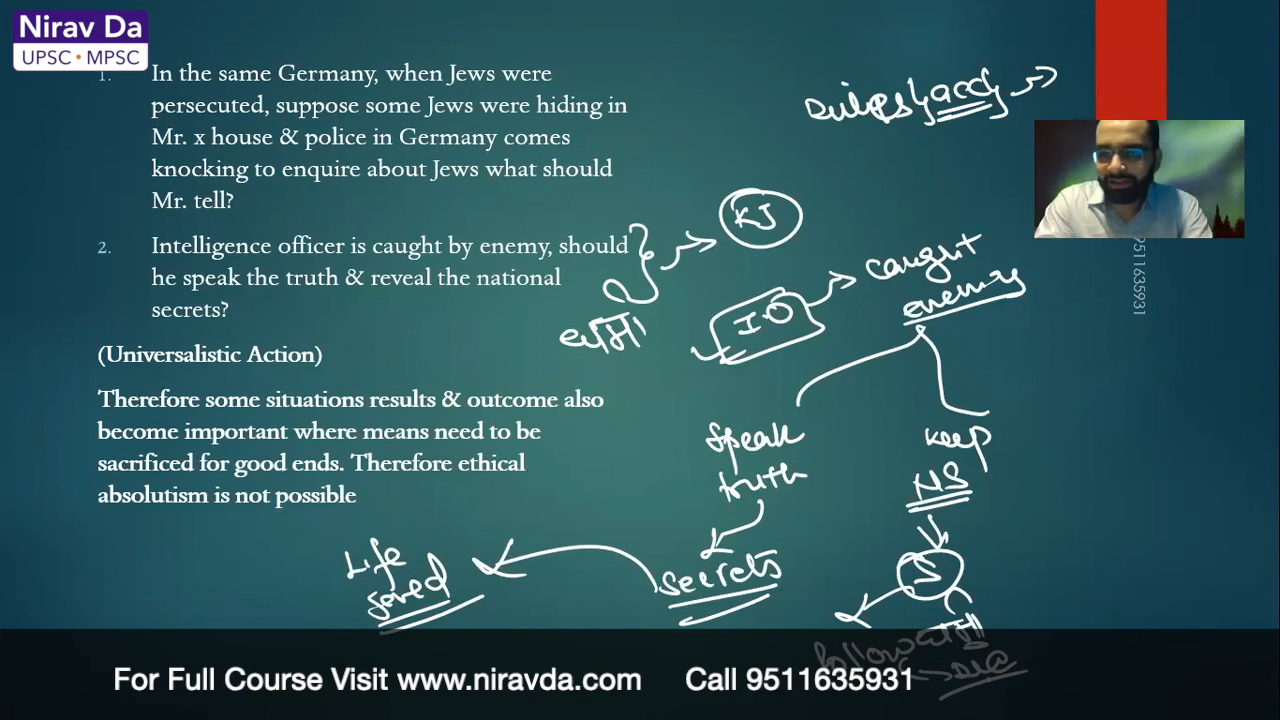 Nirav Da
UPSC • MPSC
1. In the same Germany, when Jews were
persecuted, suppose some Jews were hiding in
Mr. x house & police in Germany comes
knocking to enquire about Jews what should
Mr. tell?
2. Intelligence officer is caught by enemy, should
he speak the truth & reveal the national
secrets?
(Universalistic Action)
Therefore some situations results & outcome also
become important where means need to be
sacrificed for good ends. Therefore ethical
absolutism is not possible
KJ
I.O
caught
enemy
speak
truth
secrets
Life
saved
keep
NS
S
follow
9511635931
For Full Course Visit www.niravda.com Call 9511635931